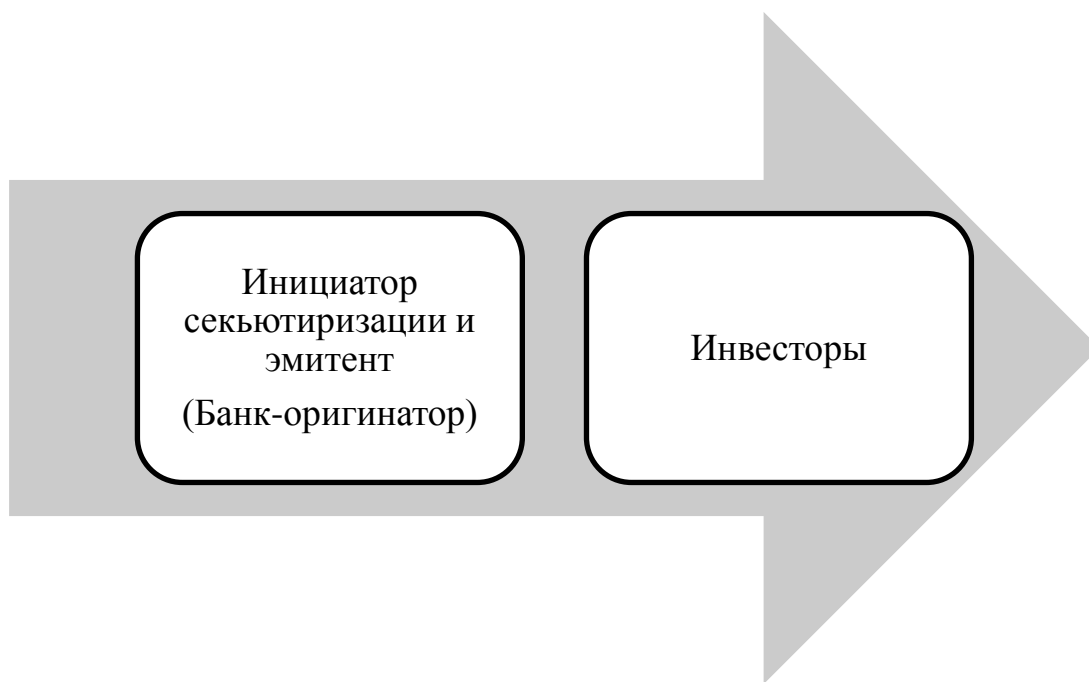 Инициатор
секьютиризации и
эмитент
(Банк-оригинатор)
Инвесторы